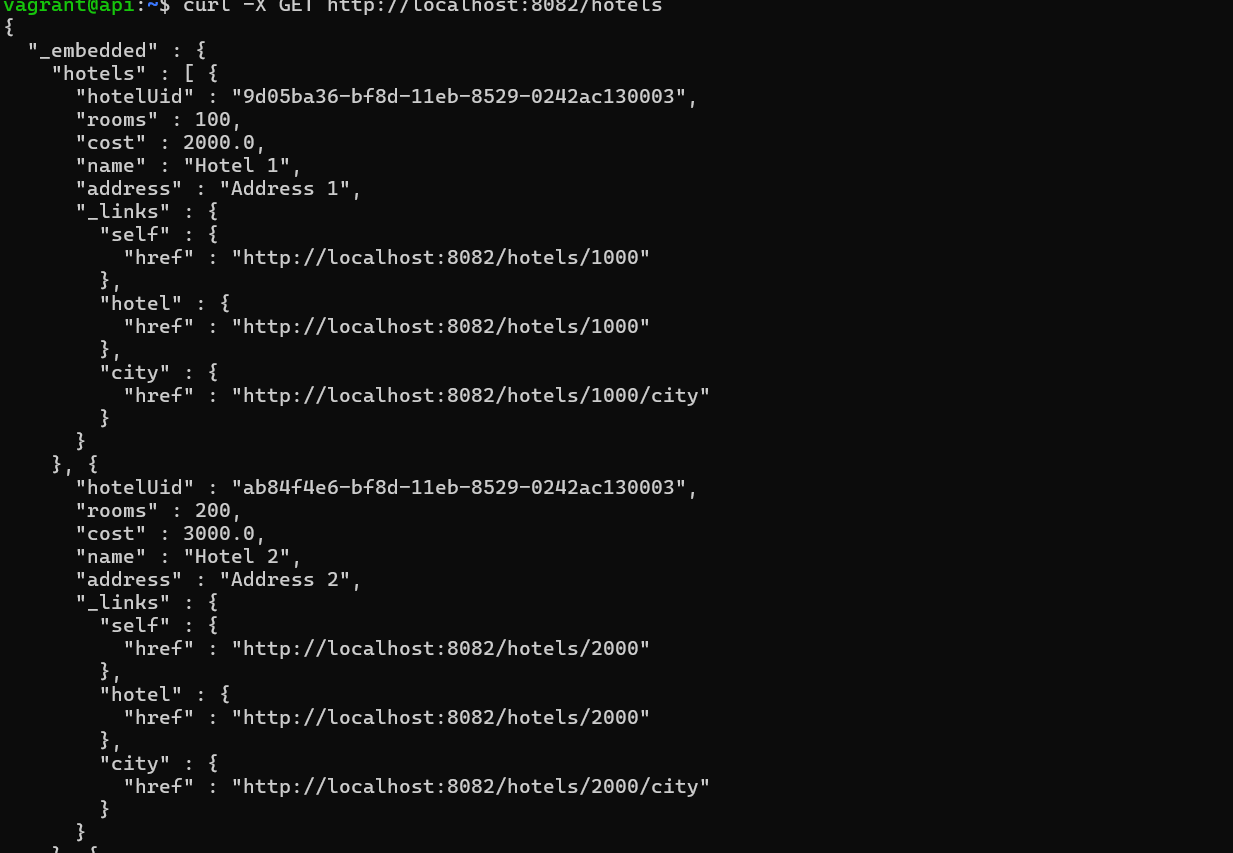 vagrant@api:~$ curl -X GET http://localhost:8082/hotels
{
  "_embedded" : {
    "hotels" : [ {
      "hotelUid" : "9d05ba36-bf8d-11eb-8529-0242ac130003",
      "rooms" : 100,
      "cost" : 2000.0,
      "name" : "Hotel 1",
      "address" : "Address 1",
      "_links" : {
        "self" : {
          "href" : "http://localhost:8082/hotels/1000"
        },
        "hotel" : {
          "href" : "http://localhost:8082/hotels/1000"
        },
        "city" : {
          "href" : "http://localhost:8082/hotels/1000/city"
        }
      }
    }, {
      "hotelUid" : "ab84f4e6-bf8d-11eb-8529-0242ac130003",
      "rooms" : 200,
      "cost" : 3000.0,
      "name" : "Hotel 2",
      "address" : "Address 2",
      "_links" : {
        "self" : {
          "href" : "http://localhost:8082/hotels/2000"
        },
        "hotel" : {
          "href" : "http://localhost:8082/hotels/2000"
        },
        "city" : {
          "href" : "http://localhost:8082/hotels/2000/city"
        }
      }
    }, {